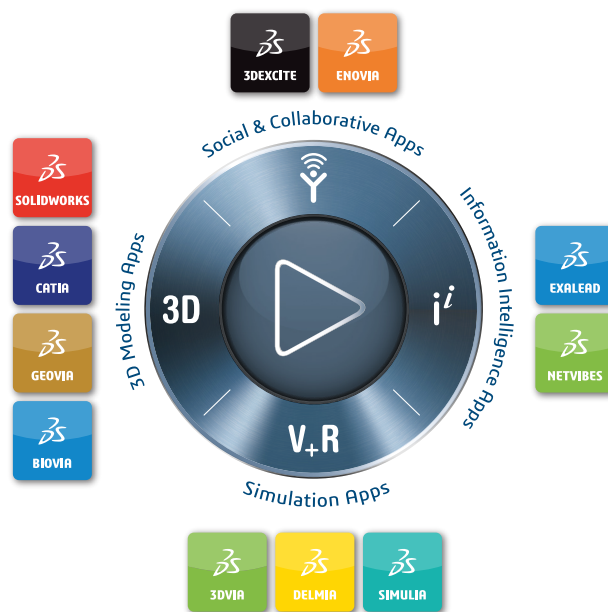 3DEXCITE
ENOVIA
Social & Collaborative Apps
SOLIDWORKS
CATIA
GEOVIA
BIOVIA
3D Modeling Apps
3D
i i
V+R
Information Intelligence Apps
EXALEAD
NETVIBES
Simulation Apps
3DVIA
DELMIA
SIMULIA